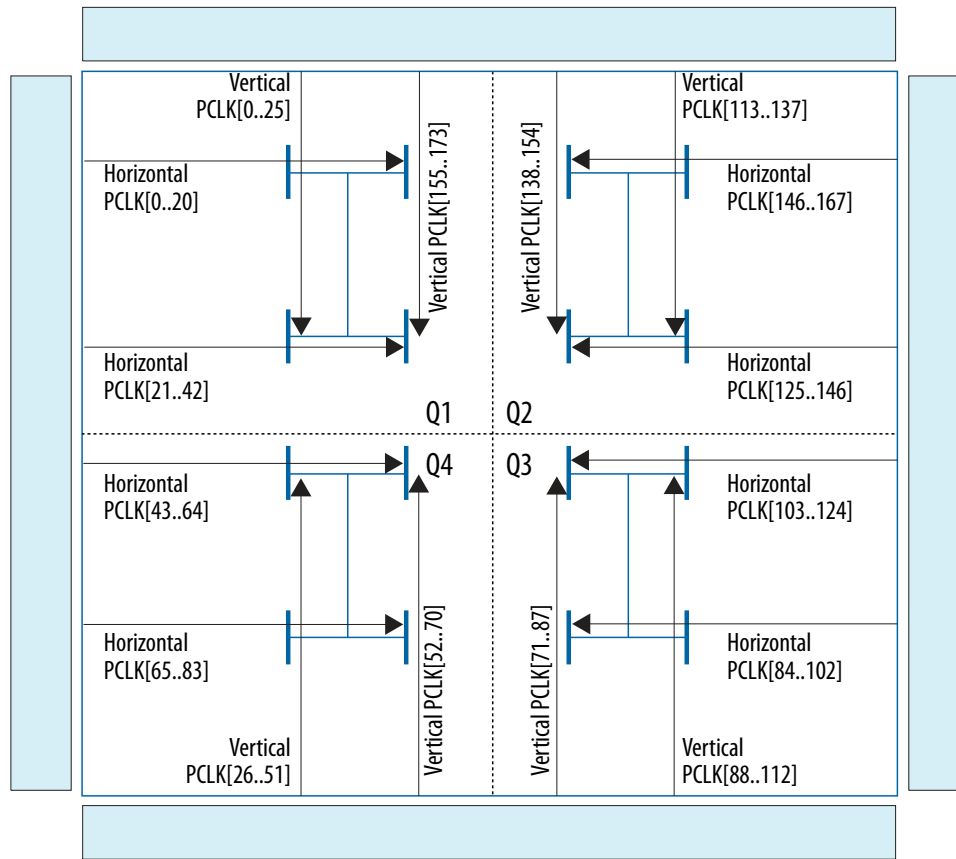 Vertical
PCLK[0..25]
Vertical
PCLK[113..137]
Vertical PCLK[155..173]
Vertical PCLK[138..154]
Horizontal
PCLK[0..20]
Horizontal
PCLK[146..167]
Horizontal
PCLK[21..42]
Horizontal
PCLK[125..146]
Q1
Q2
Q4
Q3
Horizontal
PCLK[43..64]
Horizontal
PCLK[103..124]
Vertical PCLK[52..70]
Vertical PCLK[71..87]
Horizontal
PCLK[65..83]
Horizontal
PCLK[84..102]
Vertical
PCLK[26..51]
Vertical
PCLK[88..112]